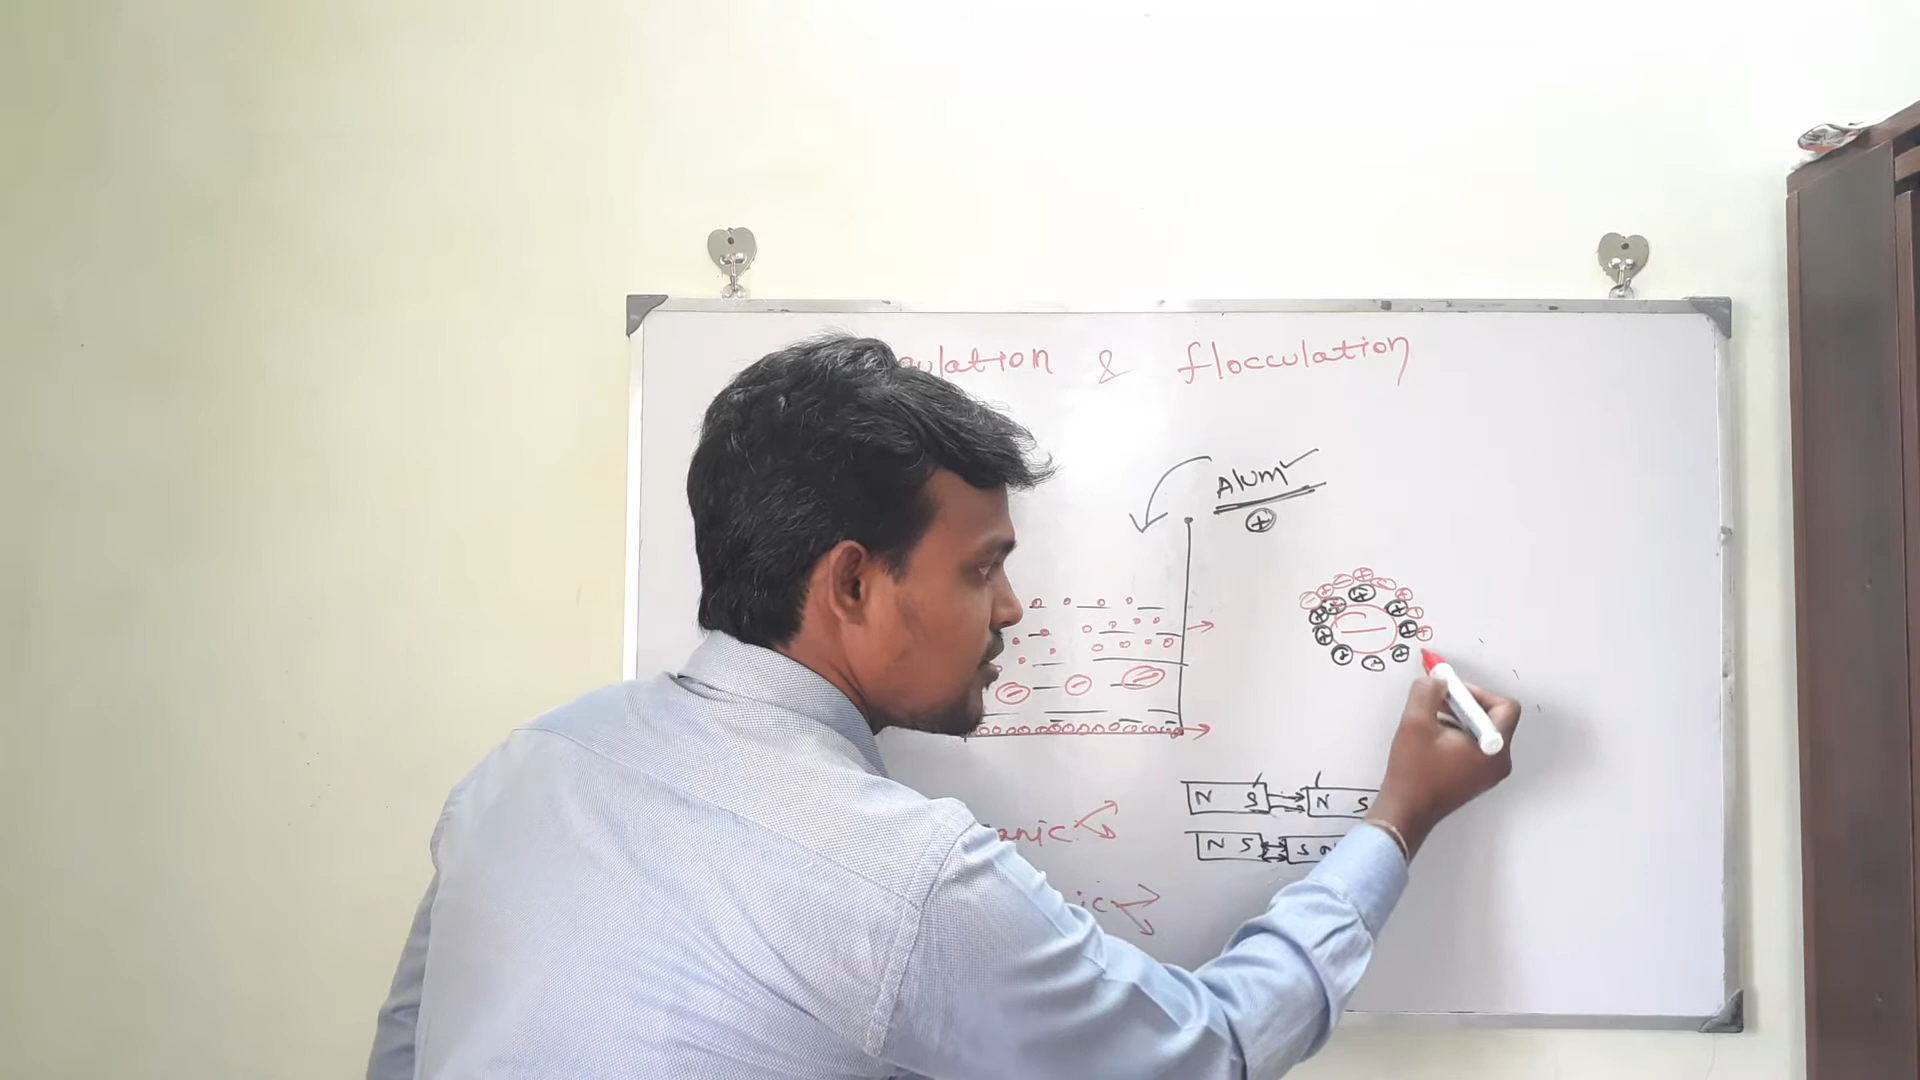 ulation & flocculation
Alum
+
N S N S
N S S
anic
ic